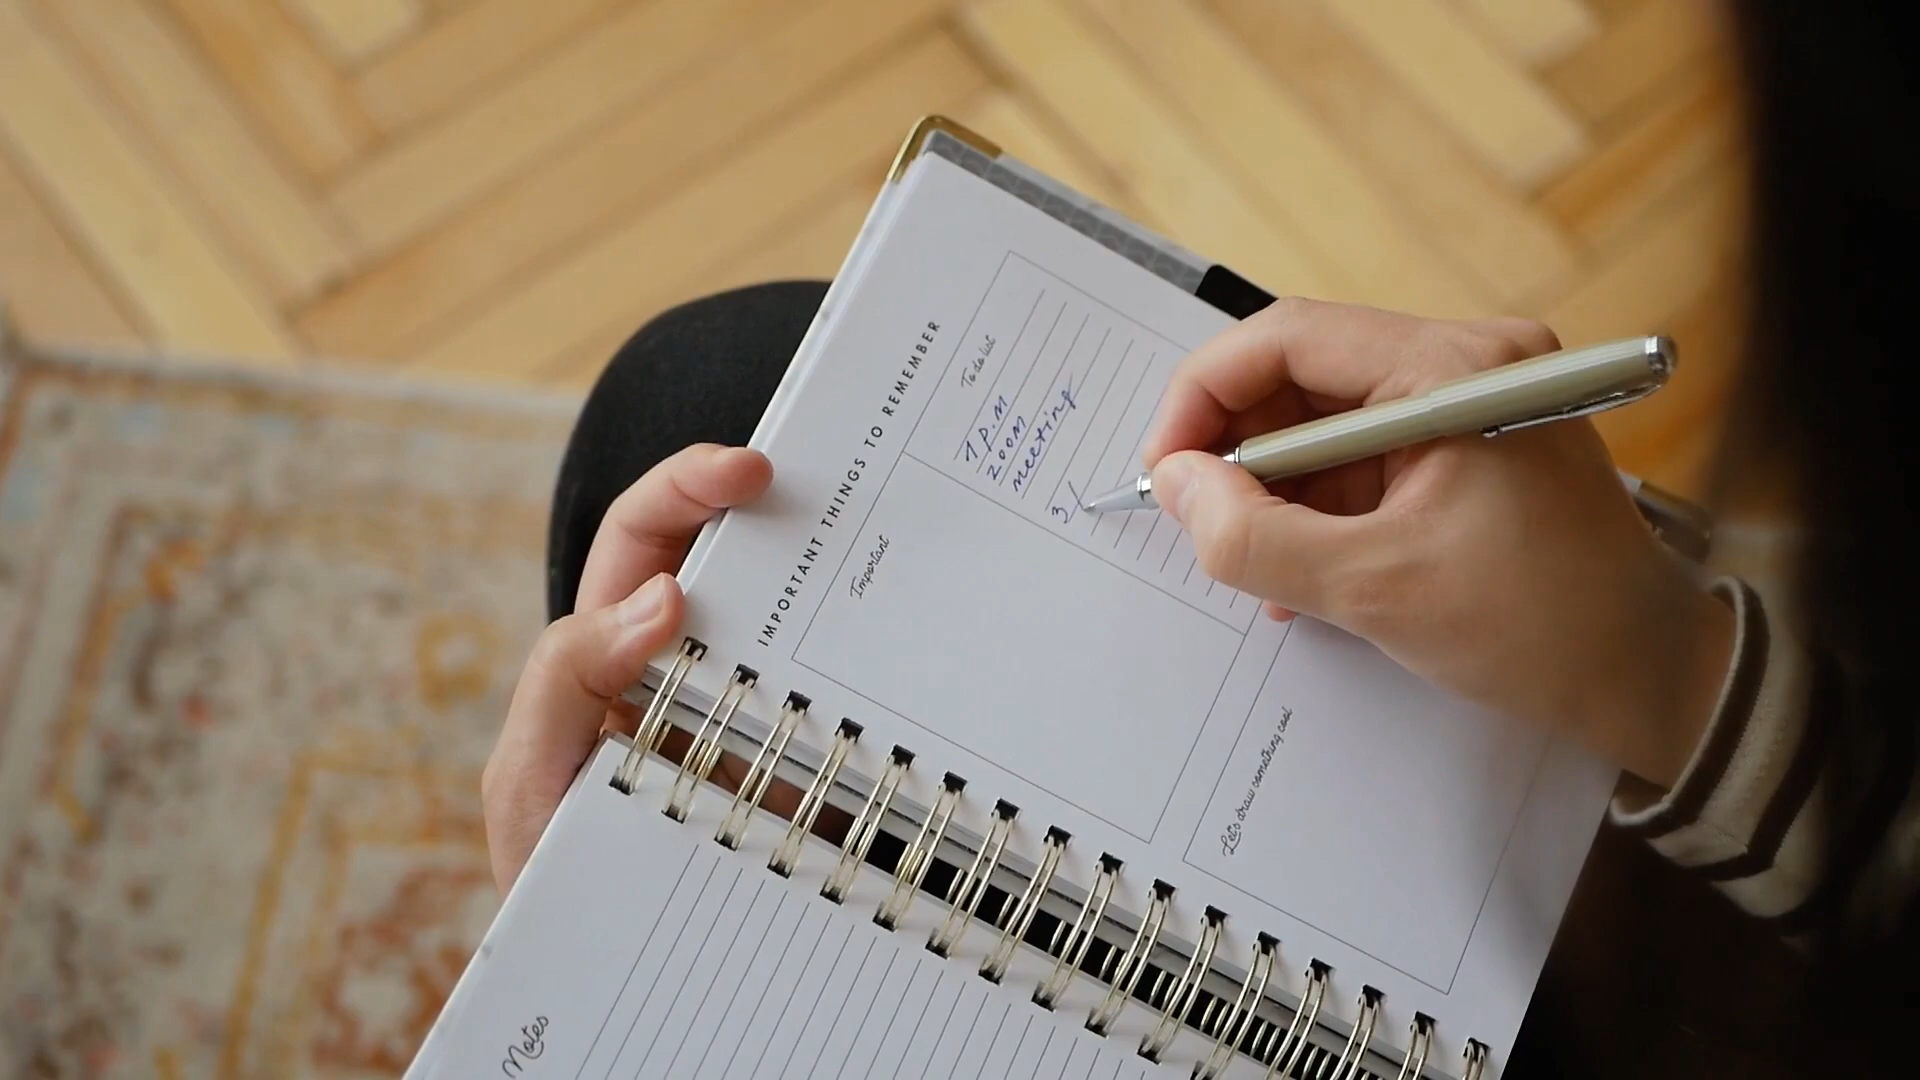 IMPORTANT THINGS TO REMEMBER
To do list
1 P.M
ZOOM
meeting
3
Important
Let's draw something cool
Notes